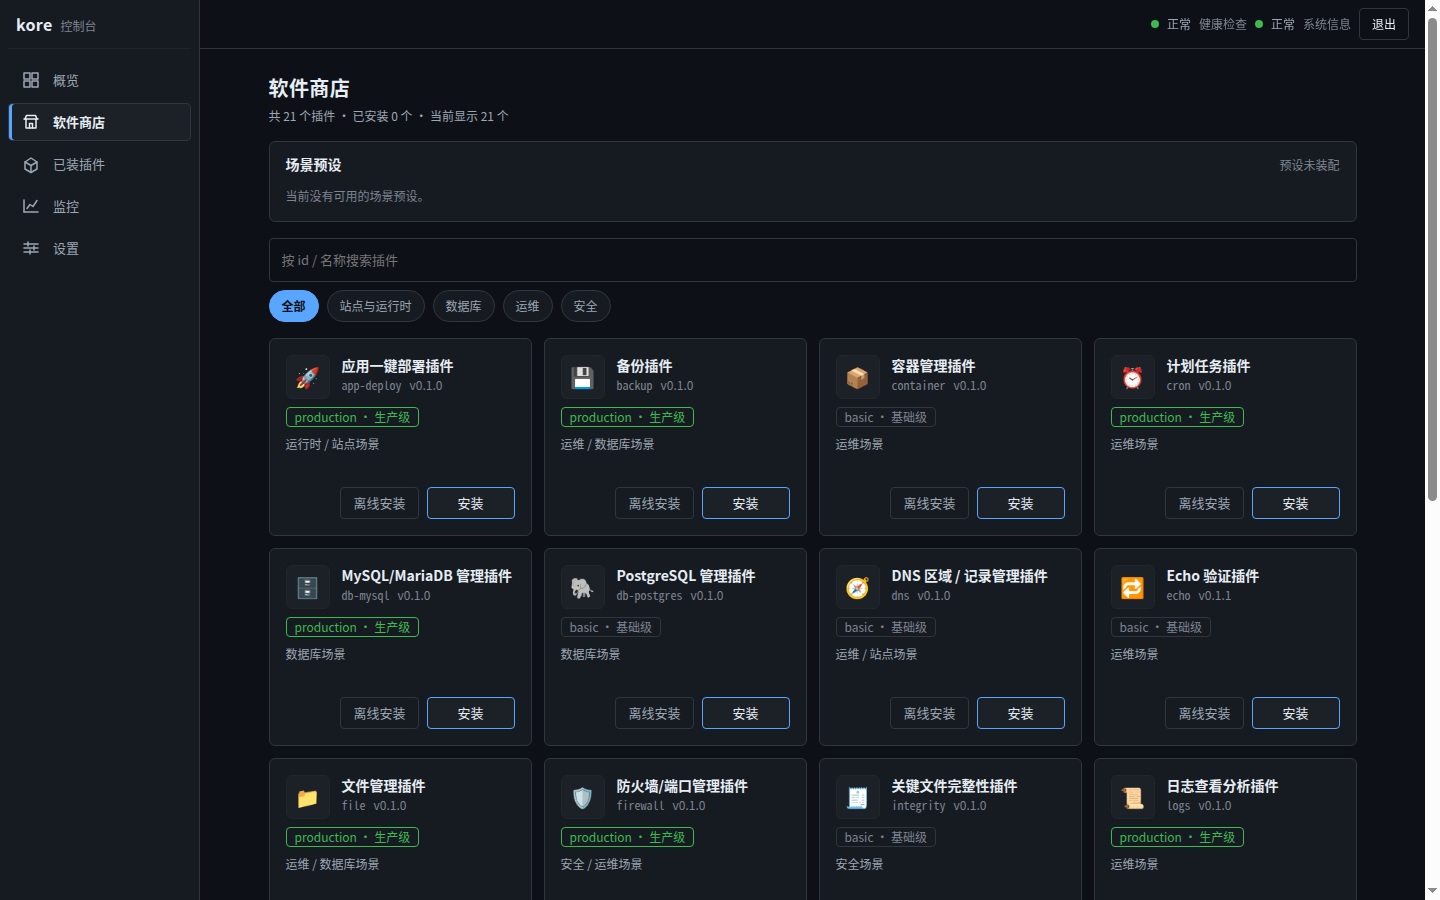 kore 控制台
正常 健康检查 正常 系统信息 退出
概览
软件商店
已装插件
监控
设置
软件商店
共 21 个插件 · 已安装 0 个 · 当前显示 21 个
场景预设 预设未装配
当前没有可用的场景预设。
按 id / 名称搜索插件
全部 站点与运行时 数据库 运维 安全
应用一键部署插件
app-deploy v0.1.0
production · 生产级
运行时 / 站点场景
离线安装 安装
备份插件
backup v0.1.0
production · 生产级
运维 / 数据库场景
离线安装 安装
容器管理插件
container v0.1.0
basic · 基础级
运维场景
离线安装 安装
计划任务插件
cron v0.1.0
production · 生产级
运维场景
离线安装 安装
MySQL/MariaDB 管理插件
db-mysql v0.1.0
production · 生产级
数据库场景
离线安装 安装
PostgreSQL 管理插件
db-postgres v0.1.0
basic · 基础级
数据库场景
离线安装 安装
DNS 区域 / 记录管理插件
dns v0.1.0
basic · 基础级
运维 / 站点场景
离线安装 安装
Echo 验证插件
echo v0.1.1
basic · 基础级
运维场景
离线安装 安装
文件管理插件
file v0.1.0
production · 生产级
运维 / 数据库场景
防火墙/端口管理插件
firewall v0.1.0
production · 生产级
安全 / 运维场景
关键文件完整性插件
integrity v0.1.0
basic · 基础级
安全场景
日志查看分析插件
logs v0.1.0
production · 生产级
运维场景